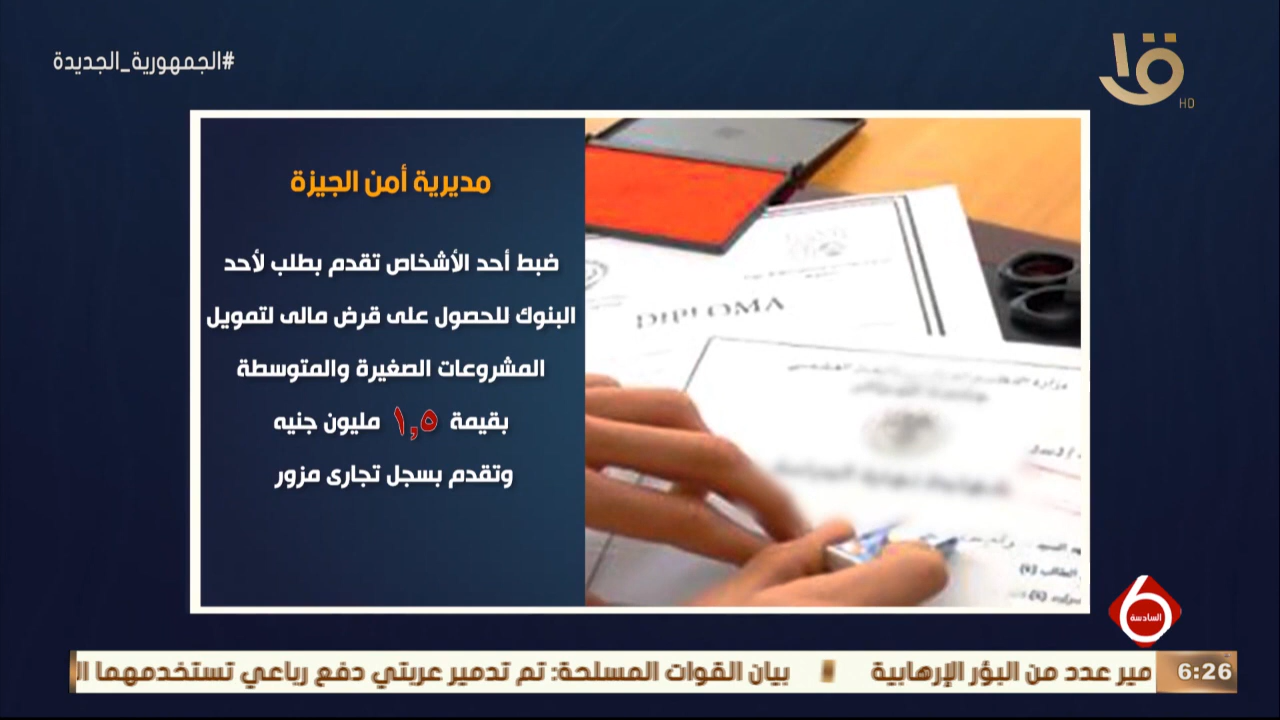 #الجمهورية_الجديدة
HD
مديرية أمن الجيزة
ضبط أحد الأشخاص تقدم بطلب لأحد
البنوك للحصول على قرض مالى لتمويل
المشروعات الصغيرة والمتوسطة
بقيمة ١,٥ مليون جنيه
وتقدم بسجل تجارى مزور
DIPLOMA
6
السادسة
6:26
مير عدد من البؤر الإرهابية بيان القوات المسلحة: تم تدمير عربتي دفع رباعي تستخدمهما ال